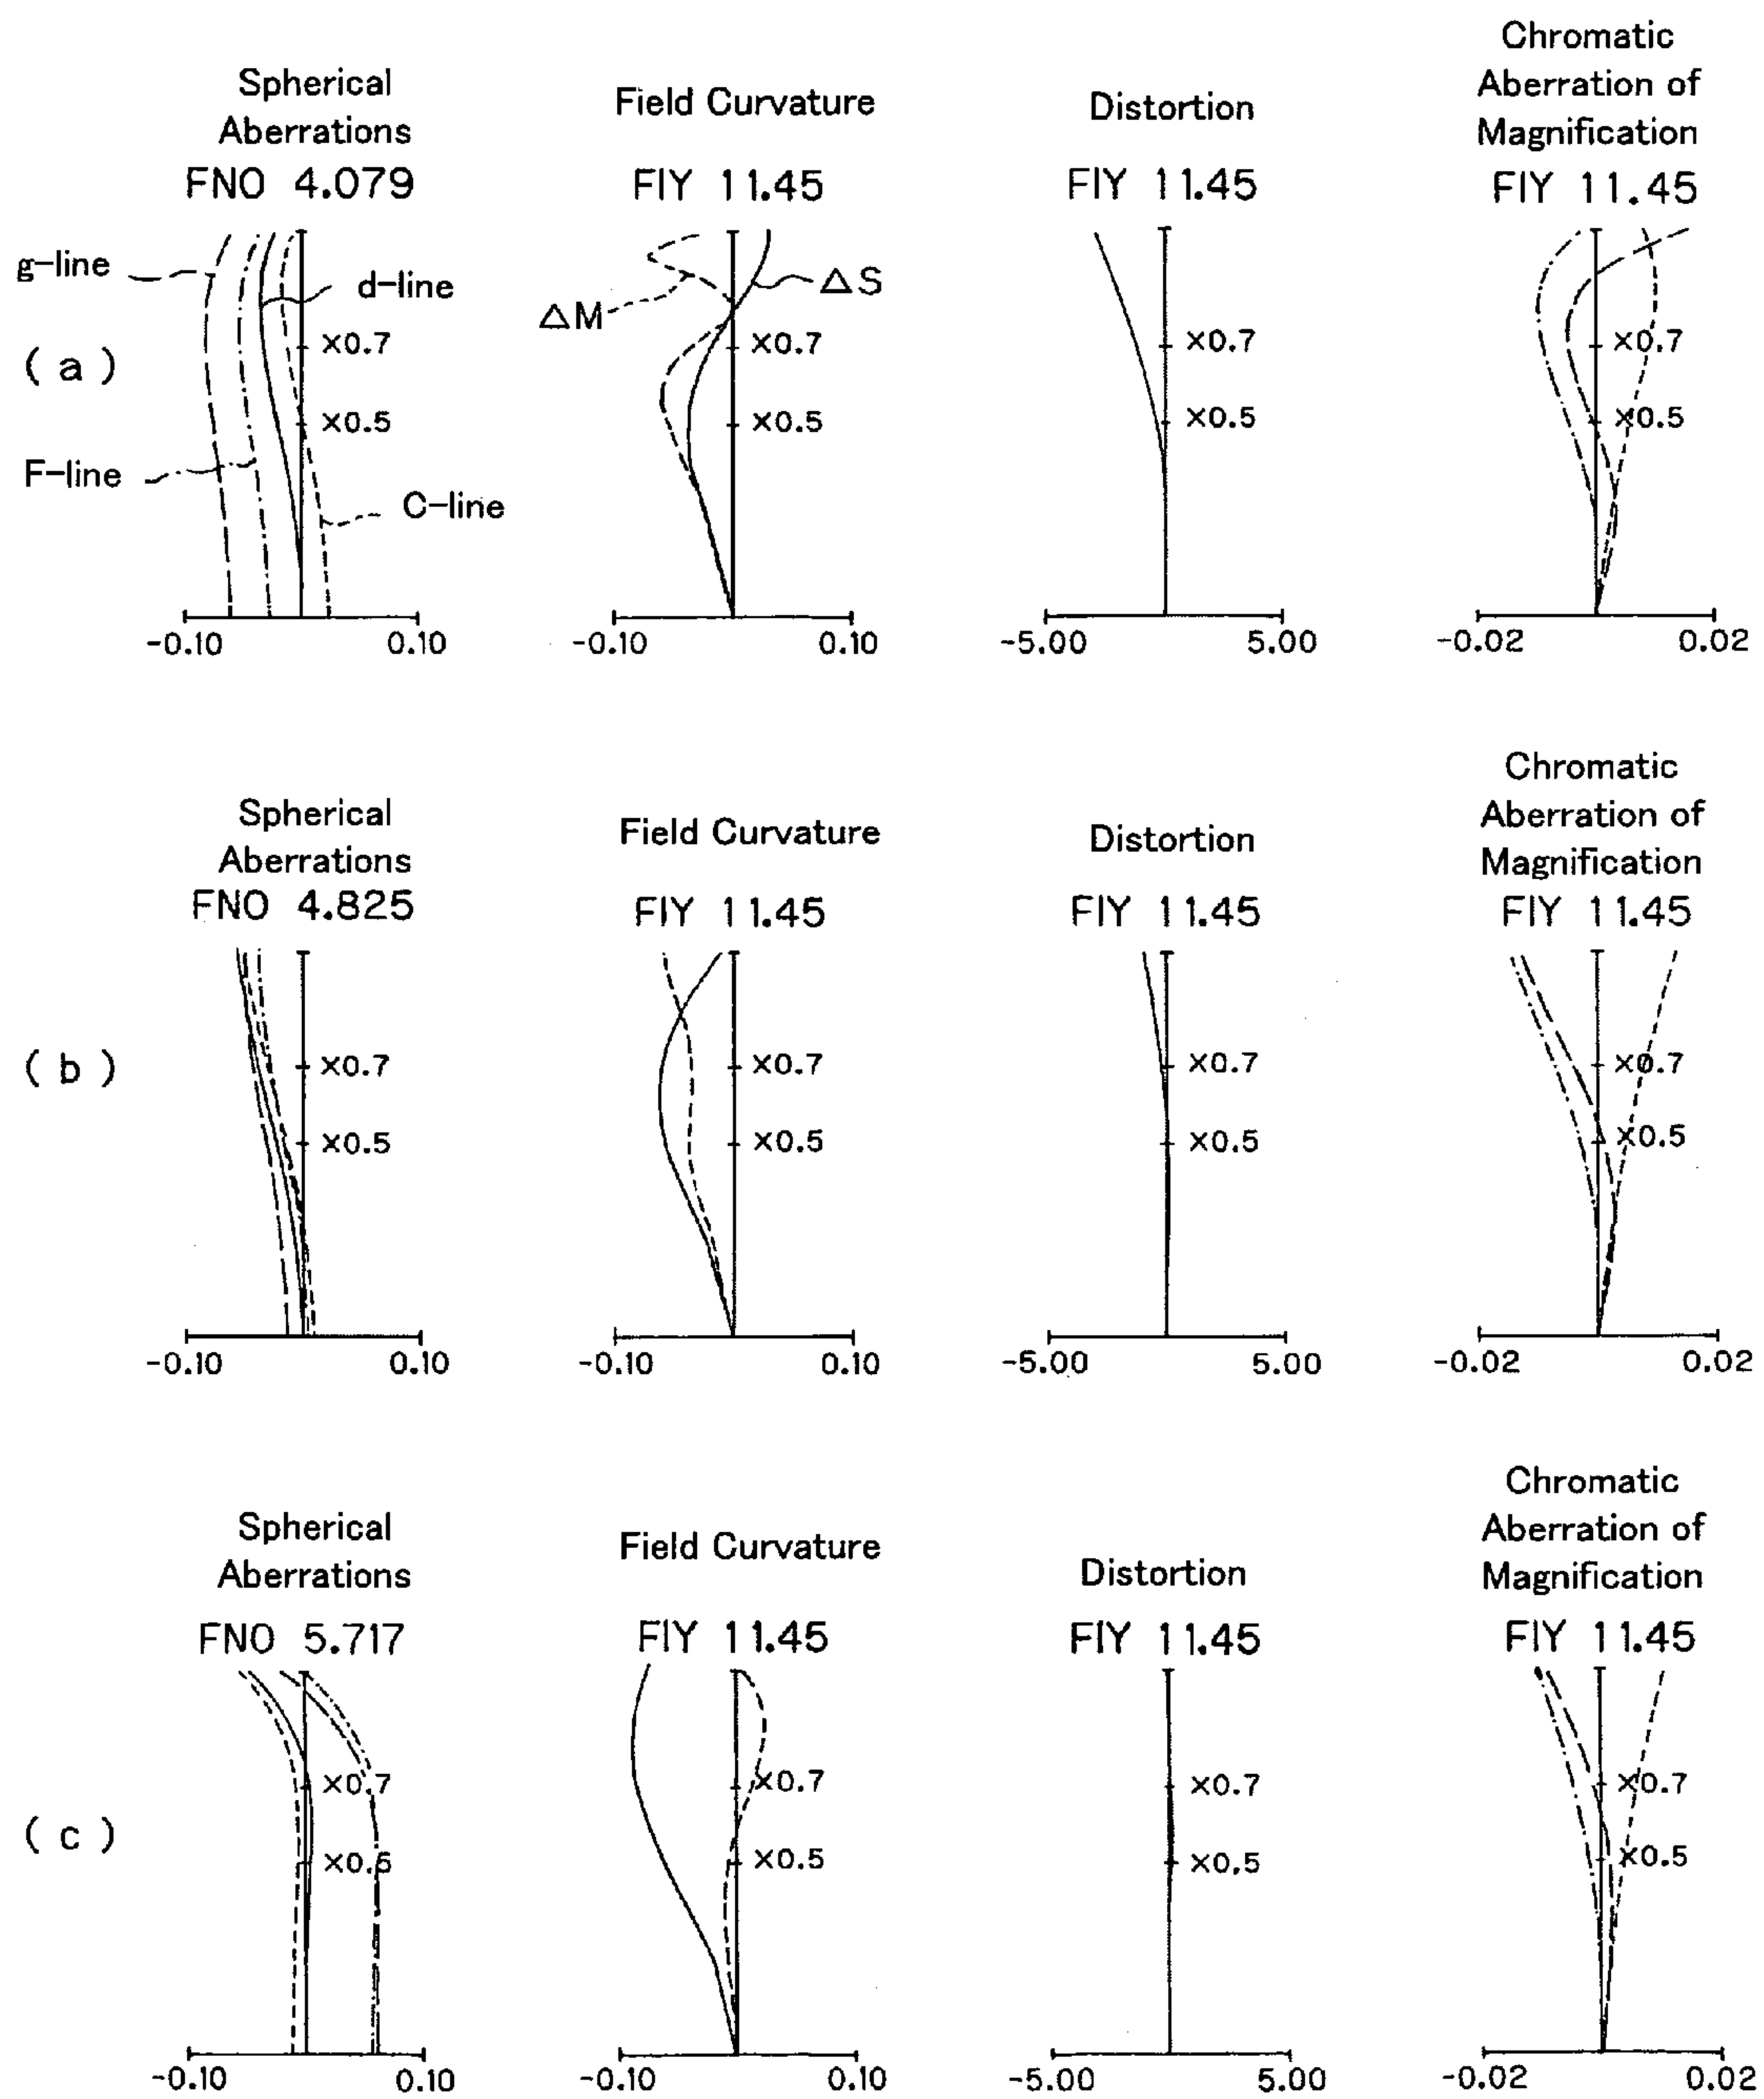 Spherical
Aberrations
FNO 4.079
Field Curvature
FIY 11.45
Distortion
FIY 11.45
Chromatic
Aberration of
Magnification
FIY 11.45
(a)
g-line
d-line
F-line
C-line
×0.7
×0.5
-0.10 0.10
ΔM
ΔS
×0.7
×0.5
-0.10 0.10
×0.7
×0.5
-5.00 5.00
×0.7
×0.5
-0.02 0.02
Spherical
Aberrations
FNO 4.825
Field Curvature
FIY 11.45
Distortion
FIY 11.45
Chromatic
Aberration of
Magnification
FIY 11.45
(b)
×0.7
×0.5
-0.10 0.10
×0.7
×0.5
-0.10 0.10
×0.7
×0.5
-5.00 5.00
×0.7
×0.5
-0.02 0.02
Spherical
Aberrations
FNO 5.717
Field Curvature
FIY 11.45
Distortion
FIY 11.45
Chromatic
Aberration of
Magnification
FIY 11.45
(c)
×0.7
×0.5
-0.10 0.10
×0.7
×0.5
-0.10 0.10
×0.7
×0.5
-5.00 5.00
×0.7
×0.5
-0.02 0.02